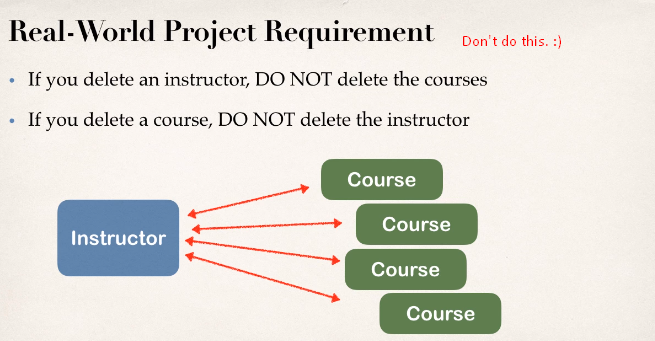 Real-World Project Requirement
Don't do this. :)
• If you delete an instructor, DO NOT delete the courses
• If you delete a course, DO NOT delete the instructor
Course
Course
Instructor
Course
Course